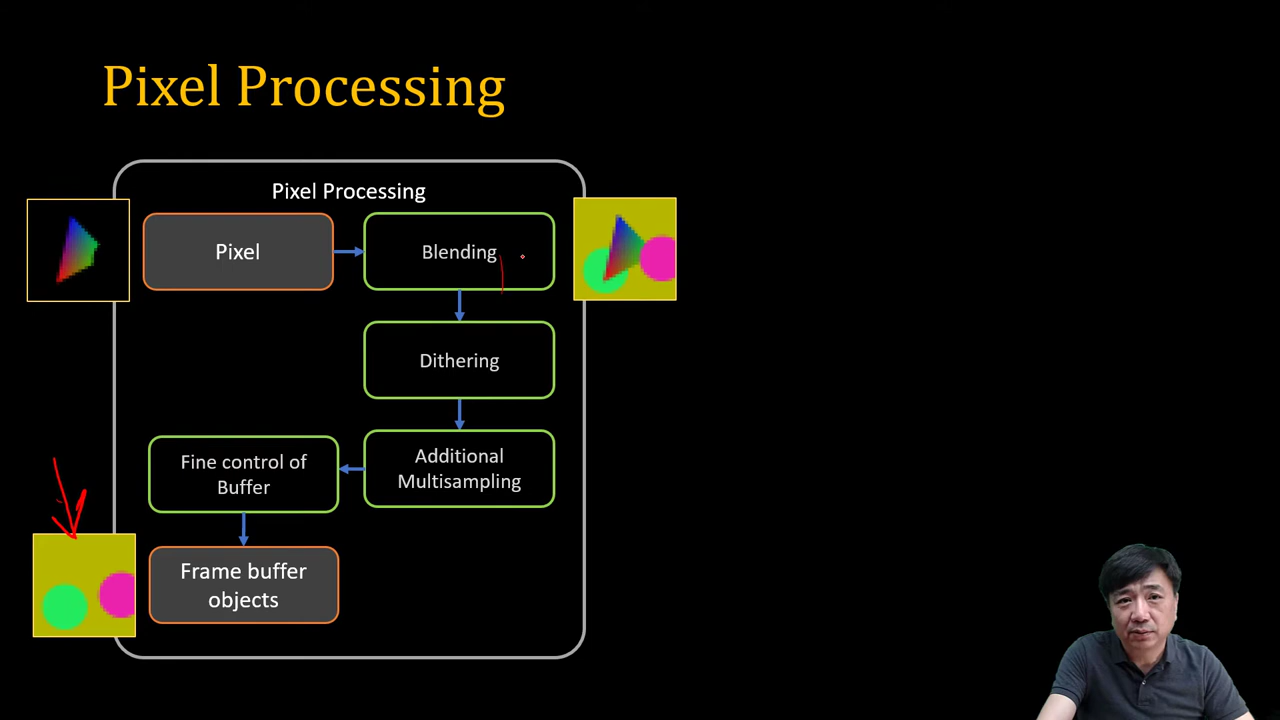 Pixel Processing
Pixel Processing
Pixel
Blending
Dithering
Additional
Multisampling
Fine control of
Buffer
Frame buffer
objects